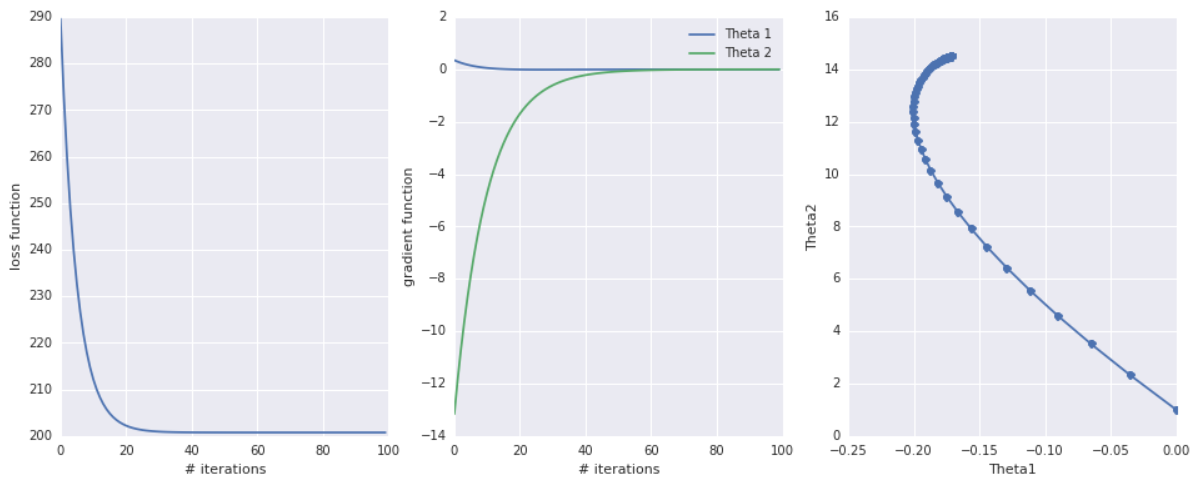 290
280
270
260
250
240
230
220
210
200
loss function
0 20 40 60 80 100
# iterations
2
0
−2
−4
−6
−8
−10
−12
−14
gradient function
Theta 1
Theta 2
0 20 40 60 80 100
# iterations
16
14
12
10
8
6
4
2
0
Theta2
−0.25 −0.20 −0.15 −0.10 −0.05 0.00
Theta1